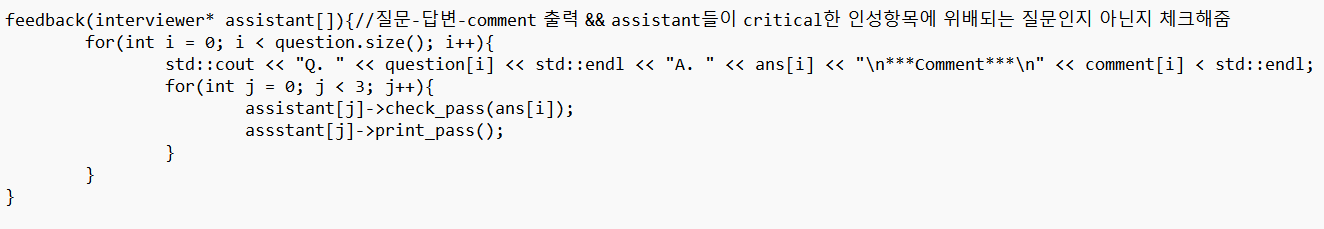 feedback(interviewer* assistant[]){//질문-답변-comment 출력 && assistant들이 critical한 인성항목에 위배되는 질문인지 아닌지 체크해줌
for(int i = 0; i < question.size(); i++){
std::cout << "Q. " << question[i] << std::endl << "A. " << ans[i] << "\n***Comment***\n" << comment[i] < std::endl;
for(int j = 0; j < 3; j++){
assistant[j]->check_pass(ans[i]);
assstant[j]->print_pass();
}
}
}